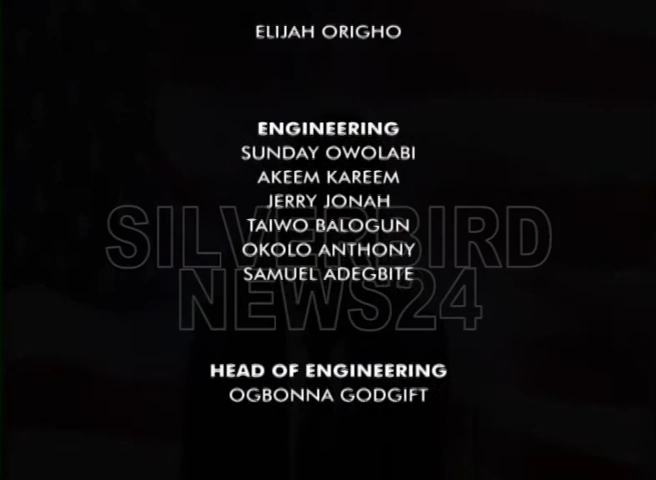 ELIJAH ORIGHO
ENGINEERING
SUNDAY OWOLABI
AKEEM KAREEM
JERRY JONAH
TAIWO BALOGUN
OKOLO ANTHONY
SAMUEL ADEGBITE
SILVERBIRD
NEWS24
HEAD OF ENGINEERING
OGBONNA GODGIFT